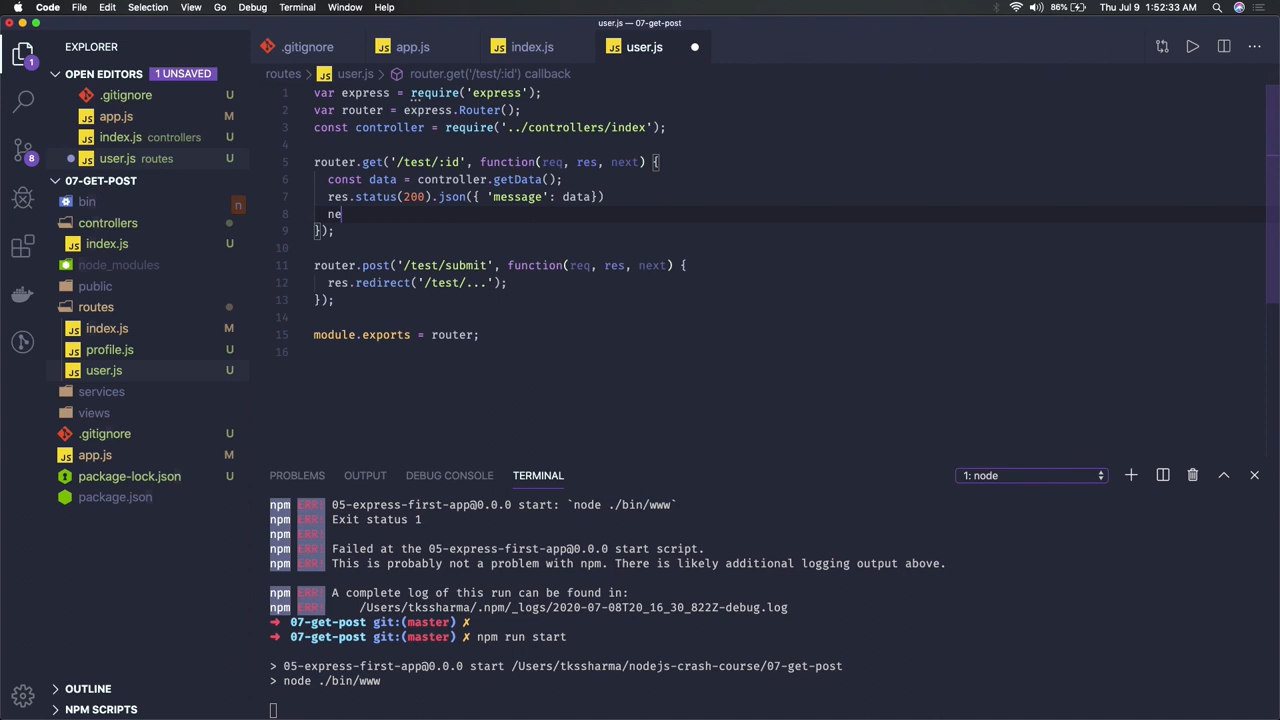 Code File Edit Selection View Go Debug Terminal Window Help 86% Thu Jul 9 1:52:33 AM
user.js — 07-get-post
EXPLORER
.gitignore app.js index.js user.js
OPEN EDITORS 1 UNSAVED
routes > user.js > router.get('/test/:id') callback
.gitignore U
app.js M
index.js controllers U
user.js routes U
07-GET-POST
bin
controllers
index.js U
node_modules
public
routes
index.js M
profile.js U
user.js U
services
views
.gitignore U
app.js M
package-lock.json U
package.json
OUTLINE
NPM SCRIPTS
1
8
n
1 var express = require('express');
2 var router = express.Router();
3 const controller = require('../controllers/index');
4
5 router.get('/test/:id', function(req, res, next) {
6 const data = controller.getData();
7 res.status(200).json({ 'message': data})
8 ne
9 });
10
11 router.post('/test/submit', function(req, res, next) {
12 res.redirect('/test/...');
13 });
14
15 module.exports = router;
16
PROBLEMS OUTPUT DEBUG CONSOLE TERMINAL 1: node
npm ERR! 05-express-first-app@0.0.0 start: `node ./bin/www`
npm ERR! Exit status 1
npm ERR!
npm ERR! Failed at the 05-express-first-app@0.0.0 start script.
npm ERR! This is probably not a problem with npm. There is likely additional logging output above.
npm ERR! A complete log of this run can be found in:
npm ERR! /Users/tkssharma/.npm/_logs/2020-07-08T20_16_30_822Z-debug.log
➜ 07-get-post git:(master) ✗
➜ 07-get-post git:(master) ✗ npm run start
> 05-express-first-app@0.0.0 start /Users/tkssharma/nodejs-crash-course/07-get-post
> node ./bin/www